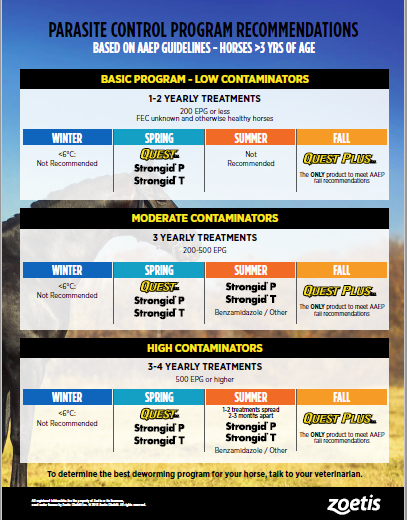 PARASITE CONTROL PROGRAM RECOMMENDATIONS
BASED ON AAEP GUIDELINES - HORSES >3 YRS OF AGE
BASIC PROGRAM - LOW CONTAMINATORS
1-2 YEARLY TREATMENTS
200 EPG or less
FEC unknown and otherwise healthy horses
WINTER
<6°C:
Not Recommended
SPRING
QUEST
Strongid P
Strongid T
SUMMER
Not
Recommended
FALL
QUEST PLUS
The ONLY product to meet AAEP
fall recommendations
MODERATE CONTAMINATORS
3 YEARLY TREATMENTS
200-500 EPG
WINTER
<6°C:
Not Recommended
SPRING
QUEST
Strongid P
Strongid T
SUMMER
Strongid P
Strongid T
Benzamidazole / Other
FALL
QUEST PLUS
The ONLY product to meet AAEP
fall recommendations
HIGH CONTAMINATORS
3-4 YEARLY TREATMENTS
500 EPG or higher
WINTER
<6°C:
Not Recommended
SPRING
QUEST
Strongid P
Strongid T
SUMMER
1-2 treatments spread
2-3 months apart
Strongid P
Strongid T
Benzamidazole / Other
FALL
QUEST PLUS
The ONLY product to meet AAEP
fall recommendations
To determine the best deworming program for your horse, talk to your veterinarian.
zoetis